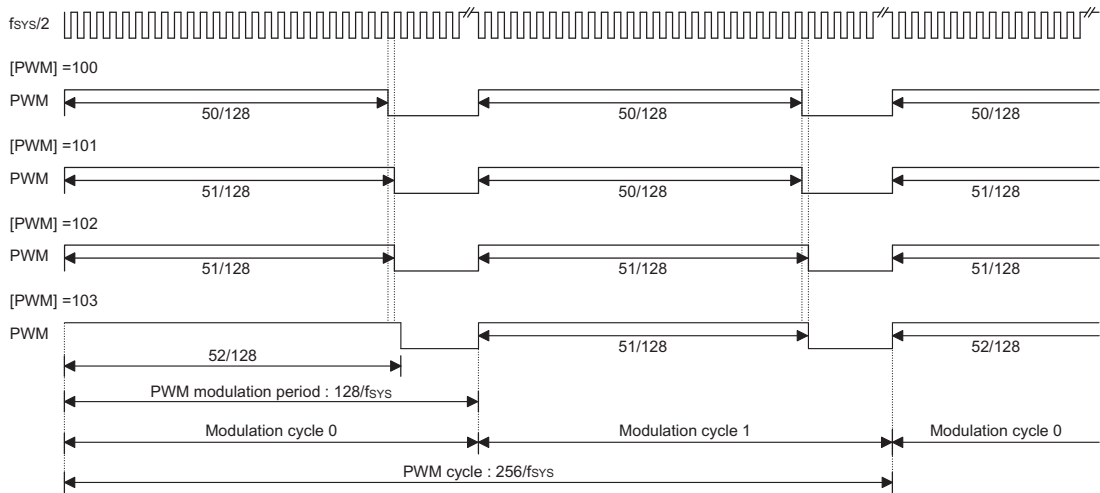 fSYS/2
[PWM] =100
PWM
50/128 50/128 50/128
[PWM] =101
PWM
51/128 50/128 51/128
[PWM] =102
PWM
51/128 51/128 51/128
[PWM] =103
PWM
52/128 51/128 52/128
PWM modulation period : 128/fSYS
Modulation cycle 0 Modulation cycle 1 Modulation cycle 0
PWM cycle : 256/fSYS